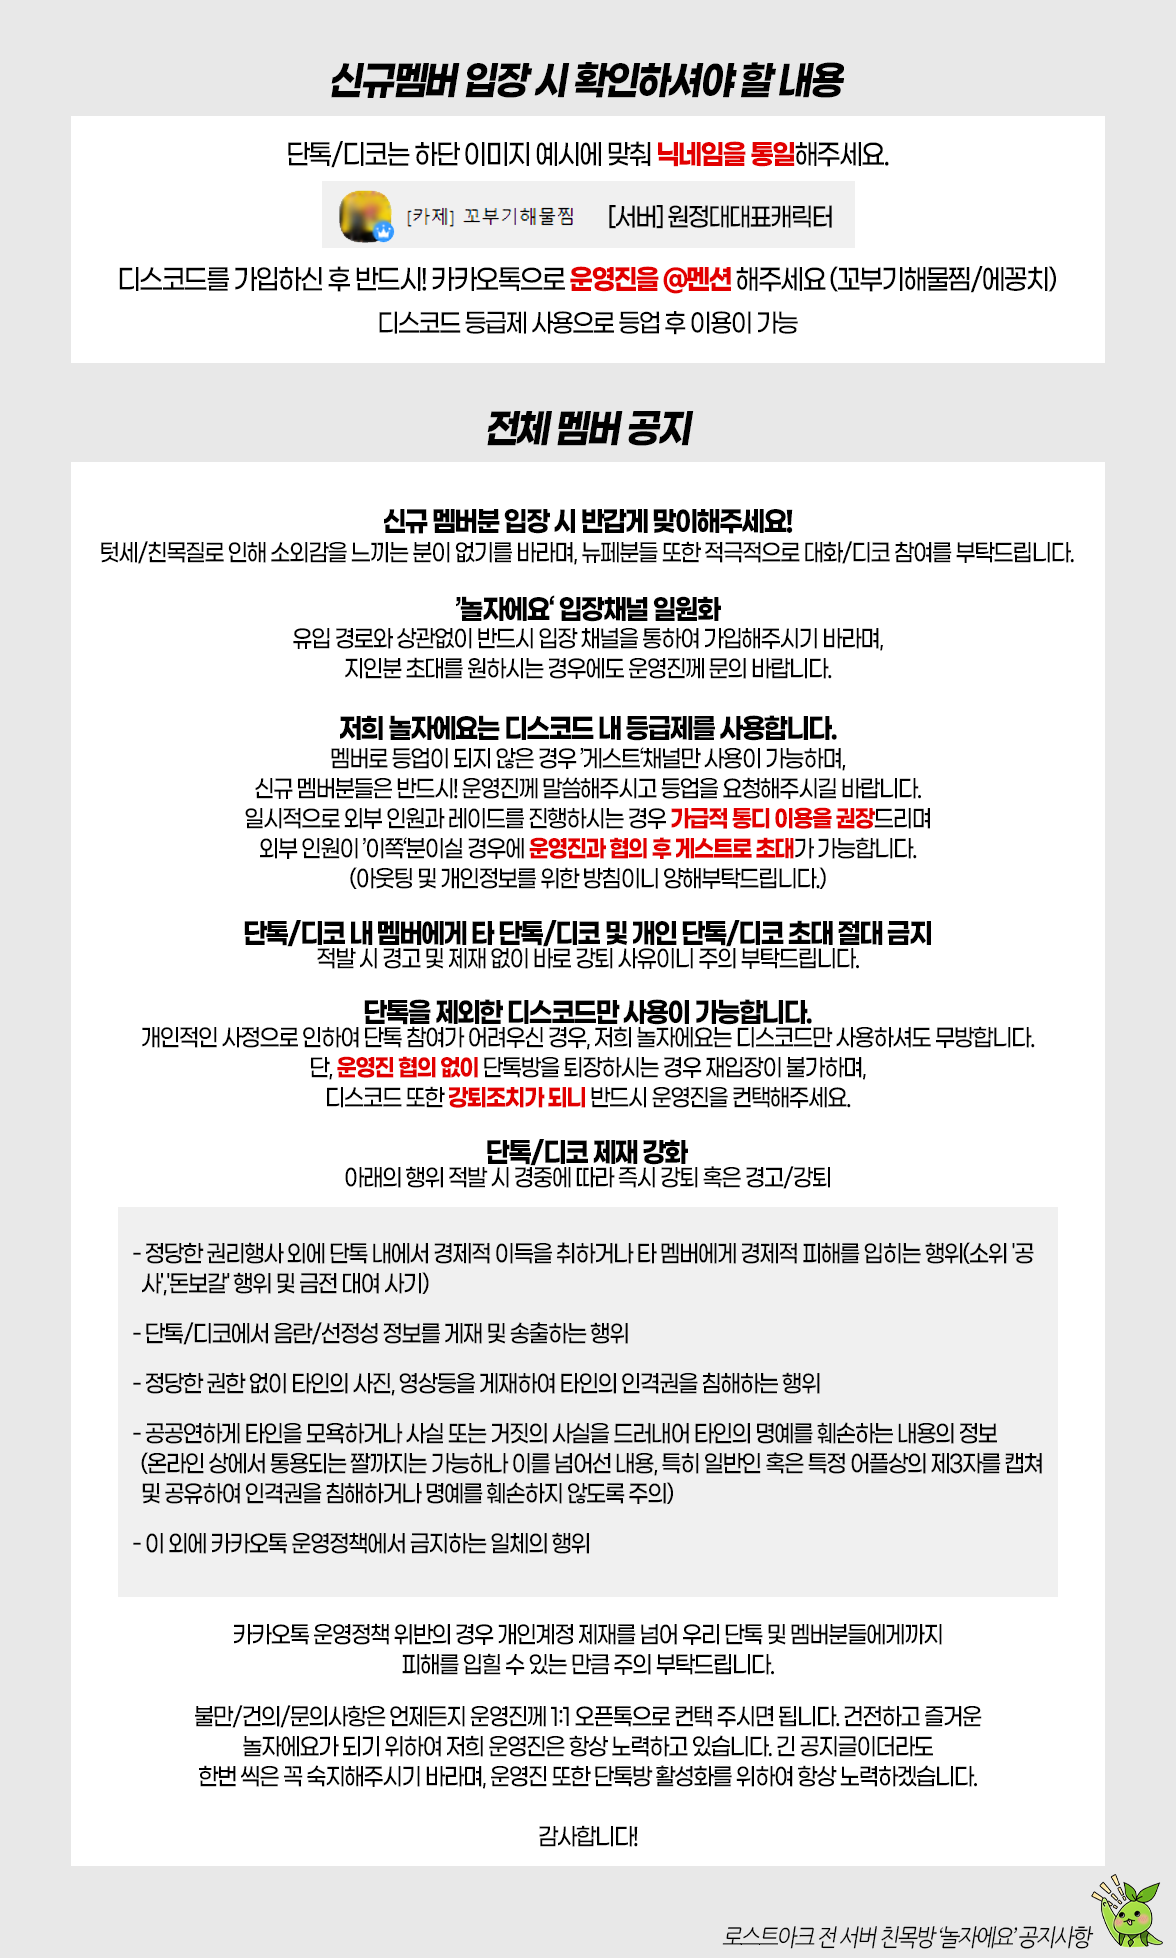 신규멤버 입장 시 확인하셔야 할 내용
단톡/디코는 하단 이미지 예시에 맞춰 닉네임을 통일해주세요.
[카제] 꼬부기해물찜 [서버] 원정대대표캐릭터
디스코드를 가입하신 후 반드시! 카카오톡으로 운영진을 @멘션 해주세요 (꼬부기해물찜/에꽁치)
디스코드 등급제 사용으로 등업 후 이용이 가능
전체 멤버 공지
신규 멤버분 입장 시 반갑게 맞이해주세요!
텃세/친목질로 인해 소외감을 느끼는 분이 없기를 바라며, 뉴페분들 또한 적극적으로 대화/디코 참여를 부탁드립니다.
’놀자에요‘ 입장채널 일원화
유입 경로와 상관없이 반드시 입장 채널을 통하여 가입해주시기 바라며,
지인분 초대를 원하시는 경우에도 운영진께 문의 바랍니다.
저희 놀자에요는 디스코드 내 등급제를 사용합니다.
멤버로 등업이 되지 않은 경우 ’게스트‘채널만 사용이 가능하며,
신규 멤버분들은 반드시! 운영진께 말씀해주시고 등업을 요청해주시길 바랍니다.
일시적으로 외부 인원과 레이드를 진행하시는 경우 가급적 통디 이용을 권장드리며
외부 인원이 ’이쪽‘분이실 경우에 운영진과 협의 후 게스트로 초대가 가능합니다.
(아웃팅 및 개인정보를 위한 방침이니 양해부탁드립니다.)
단톡/디코 내 멤버에게 타 단톡/디코 및 개인 단톡/디코 초대 절대 금지
적발 시 경고 및 제재 없이 바로 강퇴 사유이니 주의 부탁드립니다.
단톡을 제외한 디스코드만 사용이 가능합니다.
개인적인 사정으로 인하여 단톡 참여가 어려우신 경우, 저희 놀자에요는 디스코드만 사용하셔도 무방합니다.
단, 운영진 협의 없이 단톡방을 퇴장하시는 경우 재입장이 불가하며,
디스코드 또한 강퇴조치가 되니 반드시 운영진을 컨택해주세요.
단톡/디코 제재 강화
아래의 행위 적발 시 경중에 따라 즉시 강퇴 혹은 경고/강퇴
- 정당한 권리행사 외에 단톡 내에서 경제적 이득을 취하거나 타 멤버에게 경제적 피해를 입히는 행위(소위 '공
사','돈보갈' 행위 및 금전 대여 사기)
- 단톡/디코에서 음란/선정성 정보를 게재 및 송출하는 행위
- 정당한 권한 없이 타인의 사진, 영상등을 게재하여 타인의 인격권을 침해하는 행위
- 공공연하게 타인을 모욕하거나 사실 또는 거짓의 사실을 드러내어 타인의 명예를 훼손하는 내용의 정보
(온라인 상에서 통용되는 짤까지는 가능하나 이를 넘어선 내용, 특히 일반인 혹은 특정 어플상의 제3자를 캡쳐
및 공유하여 인격권을 침해하거나 명예를 훼손하지 않도록 주의)
- 이 외에 카카오톡 운영정책에서 금지하는 일체의 행위
카카오톡 운영정책 위반의 경우 개인계정 제재를 넘어 우리 단톡 및 멤버분들에게까지
피해를 입힐 수 있는 만큼 주의 부탁드립니다.
불만/건의/문의사항은 언제든지 운영진께 1:1 오픈톡으로 컨택 주시면 됩니다. 건전하고 즐거운
놀자에요가 되기 위하여 저희 운영진은 항상 노력하고 있습니다. 긴 공지글이더라도
한번 씩은 꼭 숙지해주시기 바라며, 운영진 또한 단톡방 활성화를 위하여 항상 노력하겠습니다.
감사합니다!
로스트아크 전 서버 친목방 ‘놀자에요’ 공지사항